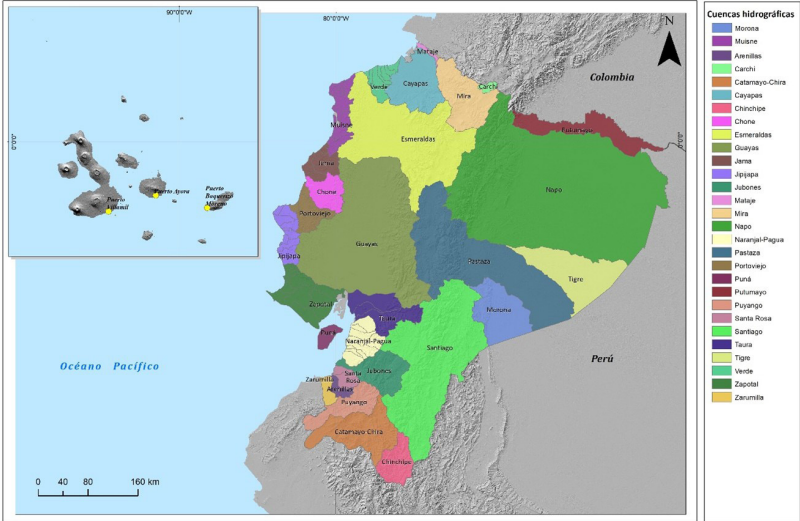 90°0'0"W
80°0'0"W
0°0'0"
Puerto
Villamil
Puerto Ayora
Puerto
Baquerizo
Moreno
N
Colombia
Mataje
Verde
Cayapas
Mira
Carchi
Muisne
Esmeraldas
Putumayo
0°0'0"
Jama
Chone
Napo
Portoviejo
Jipijapa
Guayas
Pastaza
Tigre
Zapotal
Taura
Morona
Puná
Naranjal-Pagua
Santiago
Perú
Océano Pacífico
Zarumilla
Santa
Rosa
Jubones
Arenillas
Puyango
Catamayo-Chira
Chinchipe
0 40 80 160 km
Cuencas hidrográficas
Morona
Muisne
Arenillas
Carchi
Catamayo-Chira
Cayapas
Chinchipe
Chone
Esmeraldas
Guayas
Jama
Jipijapa
Jubones
Mataje
Mira
Napo
Naranjal-Pagua
Pastaza
Portoviejo
Puná
Putumayo
Puyango
Santa Rosa
Santiago
Taura
Tigre
Verde
Zapotal
Zarumilla